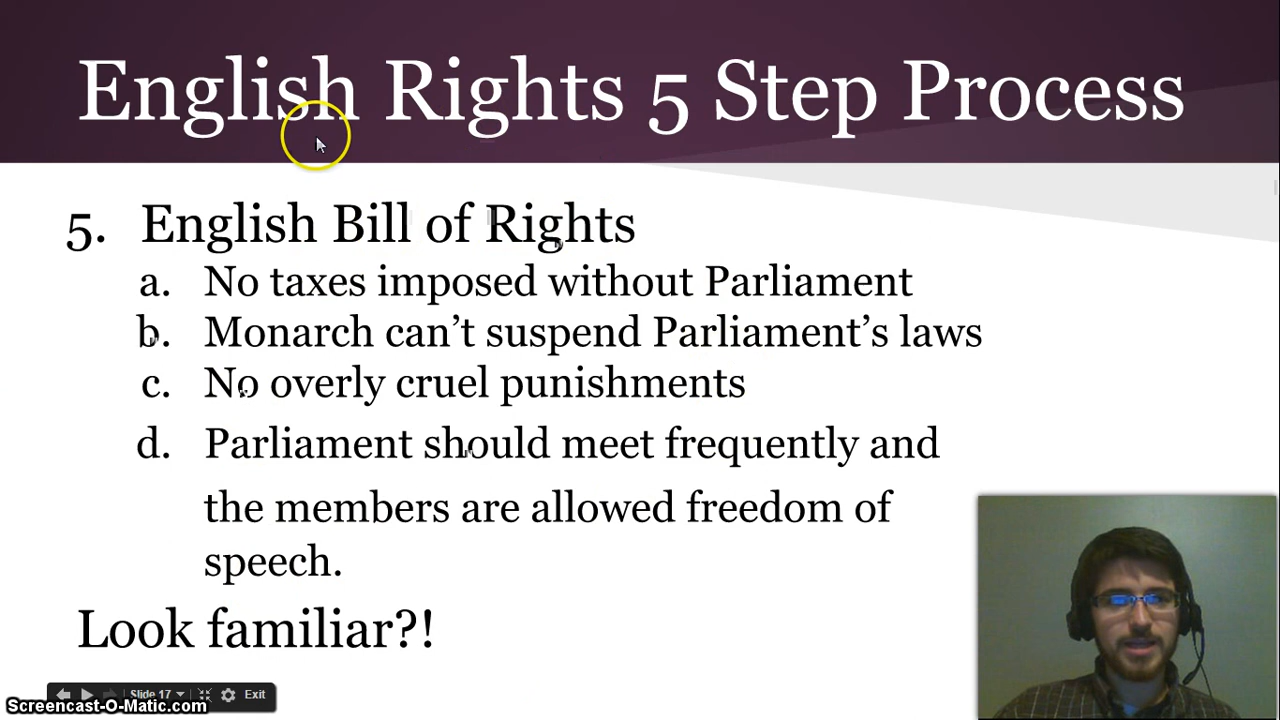 English Rights 5 Step Process
5. English Bill of Rights
a. No taxes imposed without Parliament
b. Monarch can’t suspend Parliament’s laws
c. No overly cruel punishments
d. Parliament should meet frequently and
the members are allowed freedom of
speech.
Look familiar?!
Slide 17 Exit
Screencast-O-Matic.com